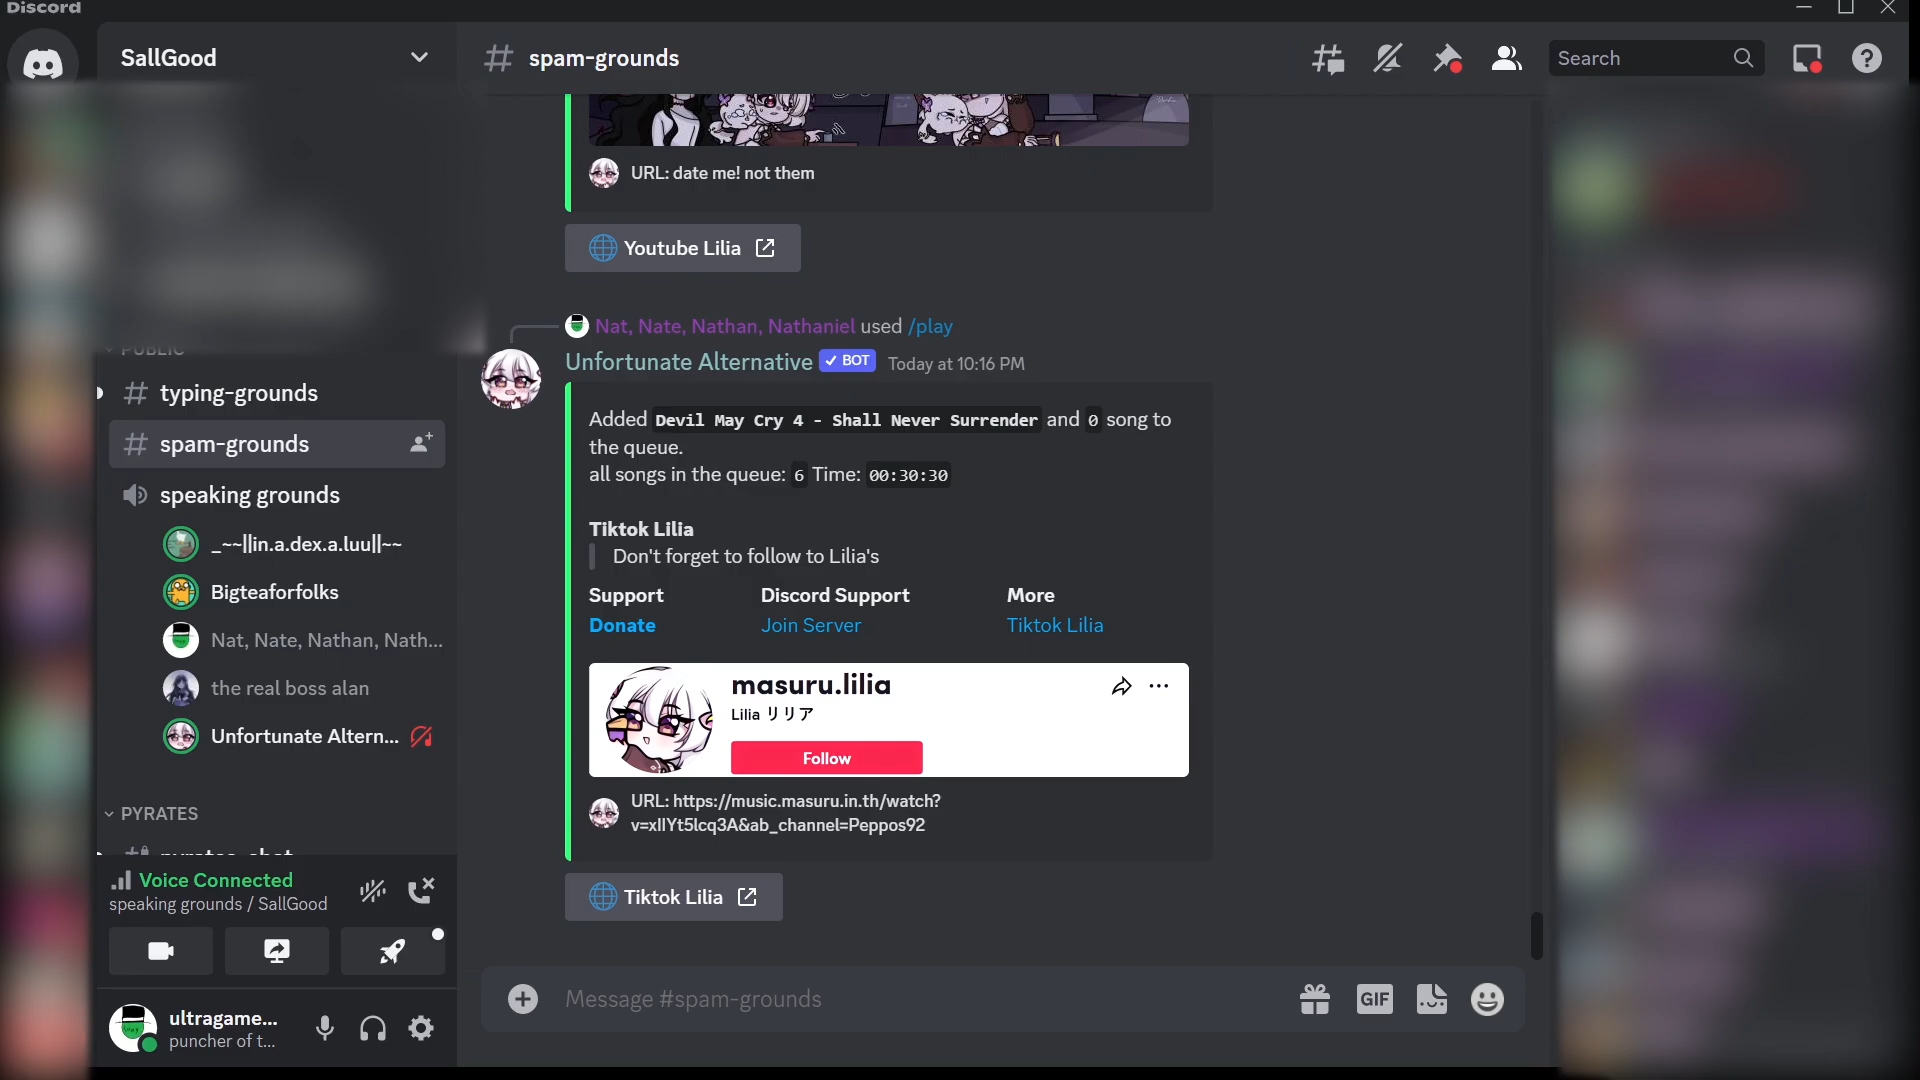 Discord
SallGood
spam-grounds
Search
URL: date me! not them
Youtube Lilia
PUBLIC
typing-grounds
spam-grounds
speaking grounds
_~~||in.a.dex.a.luu||~~
Bigteaforfolks
Nat, Nate, Nathan, Nath...
the real boss alan
Unfortunate Altern...
PYRATES
pyrates-chat
Voice Connected
speaking grounds / SallGood
ultragame...
puncher of t...
Nat, Nate, Nathan, Nathaniel used /play
Unfortunate Alternative ✓ BOT Today at 10:16 PM
Added Devil May Cry 4 - Shall Never Surrender and 0 song to
the queue.
all songs in the queue: 6 Time: 00:30:30
Tiktok Lilia
Don't forget to follow to Lilia's
Support Discord Support More
Donate Join Server Tiktok Lilia
masuru.lilia
Lilia リリア
Follow
URL: https://music.masuru.in.th/watch?
v=xllYt5lcq3A&ab_channel=Peppos92
Tiktok Lilia
Message #spam-grounds
GIF